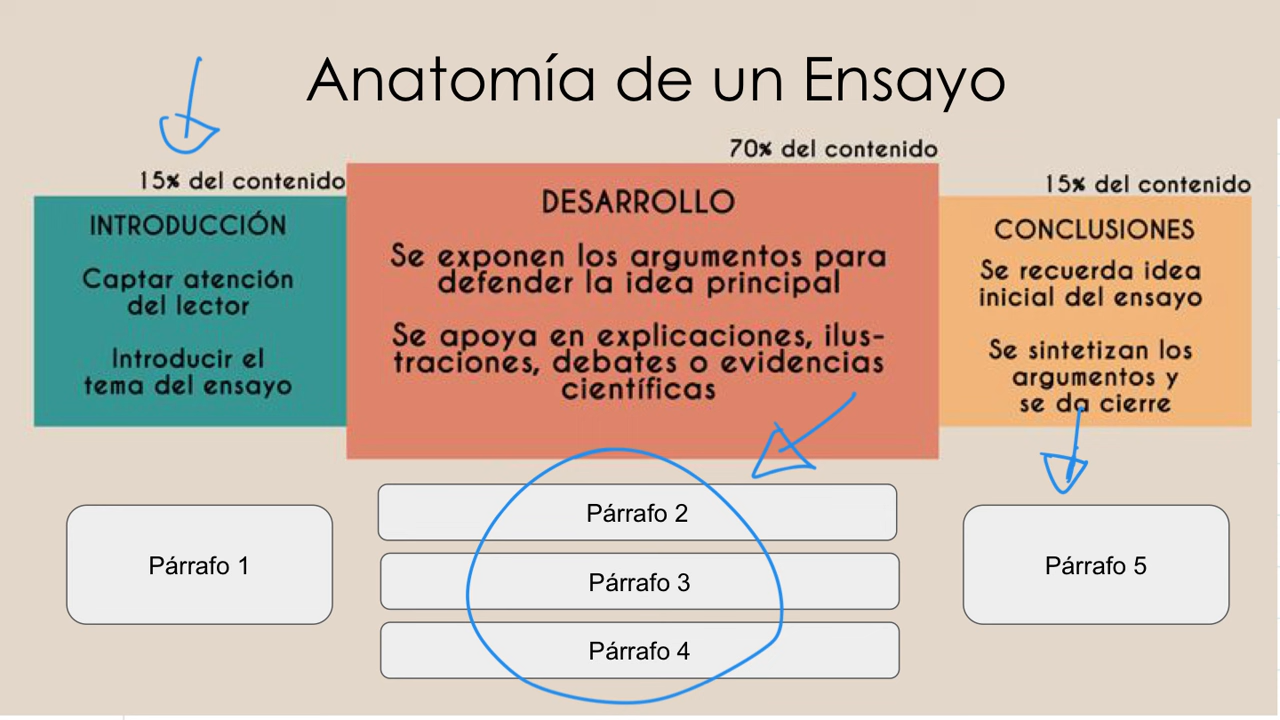 Anatomía de un Ensayo
15% del contenido
INTRODUCCIÓN
Captar atención
del lector
Introducir el
tema del ensayo
70% del contenido
DESARROLLO
Se exponen los argumentos para
defender la idea principal
Se apoya en explicaciones, ilus-
traciones, debates o evidencias
científicas
15% del contenido
CONCLUSIONES
Se recuerda idea
inicial del ensayo
Se sintetizan los
argumentos y
se da cierre
Párrafo 1
Párrafo 2
Párrafo 3
Párrafo 4
Párrafo 5